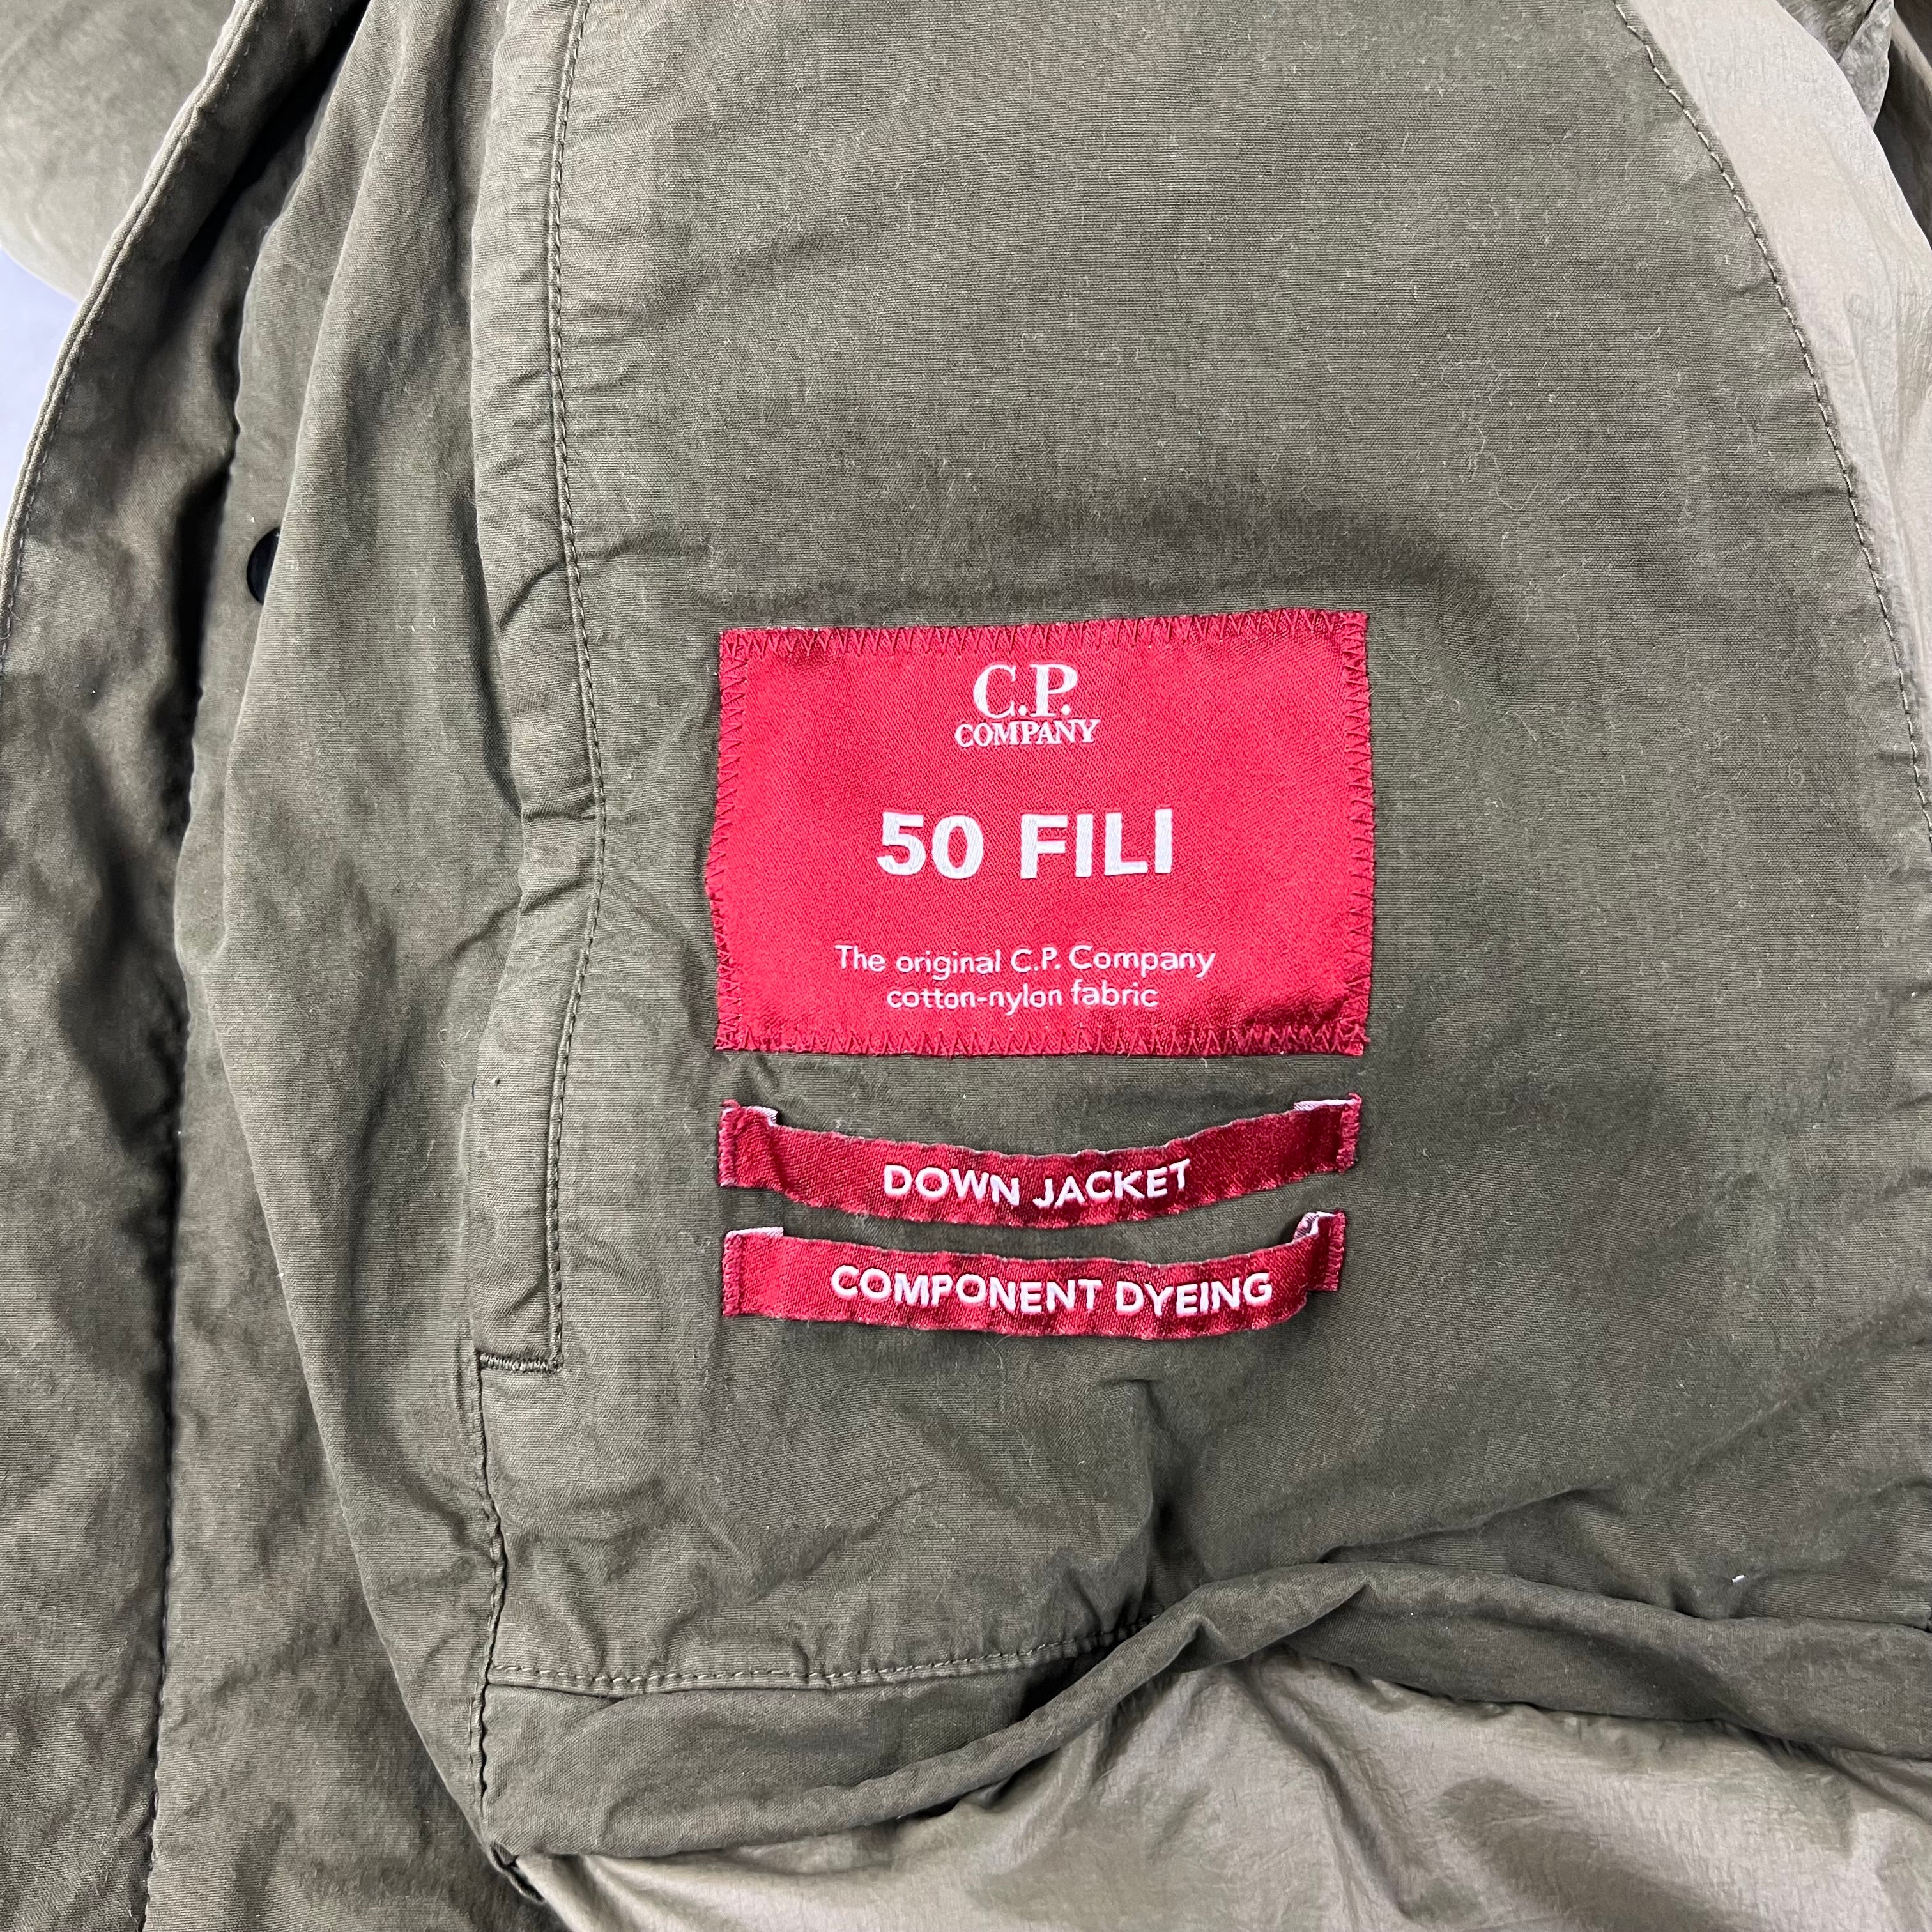 C.P.
COMPANY
50 FILI
The original C.P. Company
cotton-nylon fabric
DOWN JACKET
COMPONENT DYEING